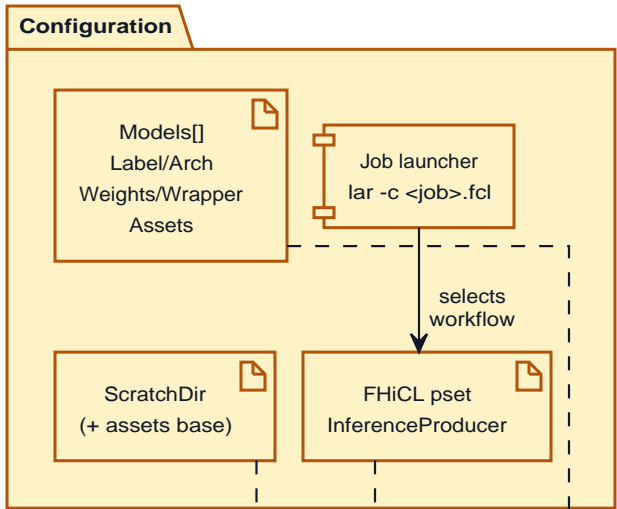 Configuration
Models[]
Label/Arch
Weights/Wrapper
Assets
Job launcher
lar -c <job>.fcl
selects
workflow
ScratchDir
(+ assets base)
FHiCL pset
InferenceProducer